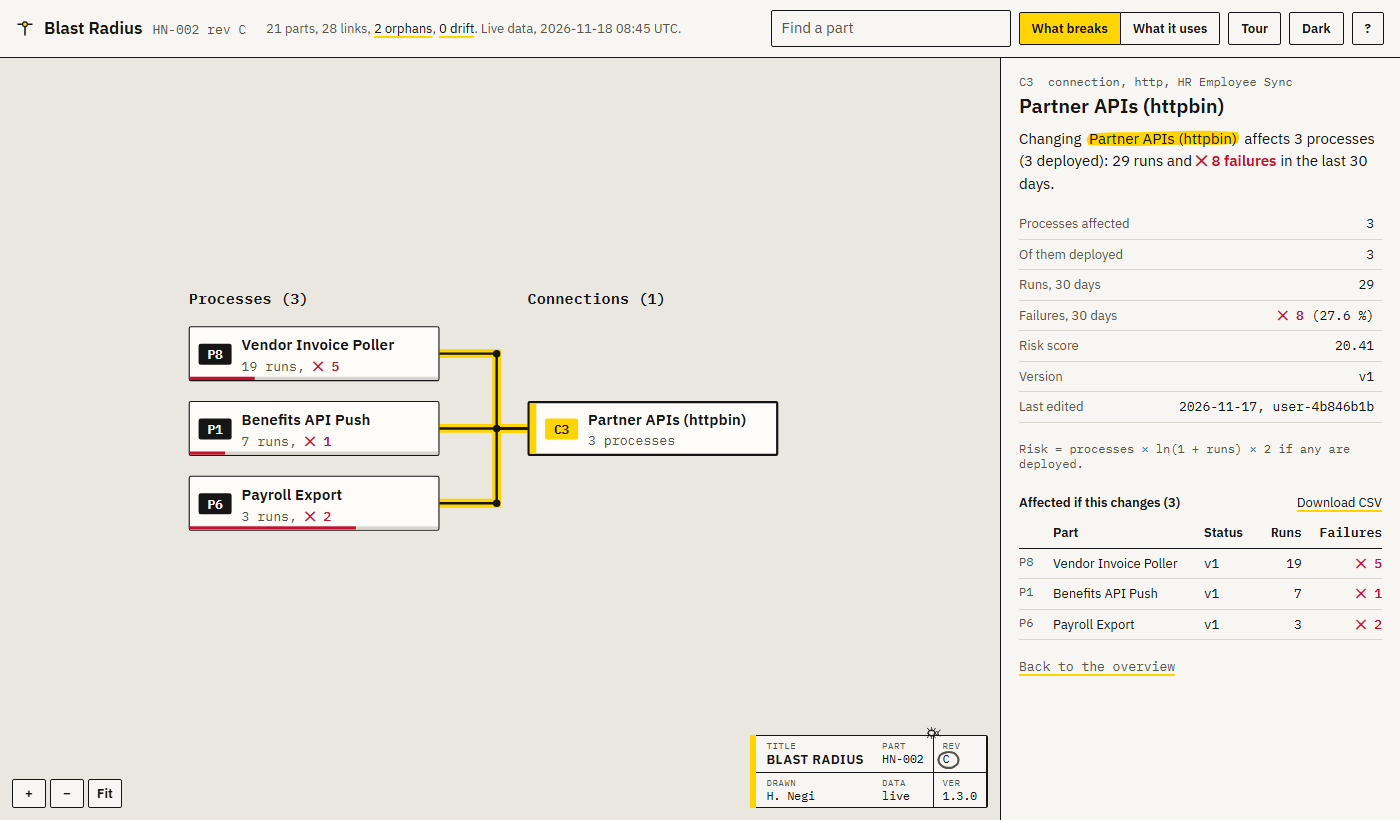 Blast Radius HN-002 rev C 21 parts, 28 links, 2 orphans, 0 drift. Live data, 2026-11-18 08:45 UTC. Find a part What breaks What it uses Tour Dark ?
Processes (3) Connections (1)
P8 Vendor Invoice Poller
19 runs, × 5
P1 Benefits API Push
7 runs, × 1
C3 Partner APIs (httpbin)
3 processes
P6 Payroll Export
3 runs, × 2
+ − Fit
TITLE PART REV
BLAST RADIUS HN-002 C
DRAWN DATA VER
H. Negi live 1.3.0
C3 connection, http, HR Employee Sync
Partner APIs (httpbin)
Changing Partner APIs (httpbin) affects 3 processes
(3 deployed): 29 runs and × 8 failures in the last 30
days.
Processes affected 3
Of them deployed 3
Runs, 30 days 29
Failures, 30 days × 8 (27.6 %)
Risk score 20.41
Version v1
Last edited 2026-11-17, user-4b846b1b
Risk = processes × ln(1 + runs) × 2 if any are
deployed.
Affected if this changes (3) Download CSV
Part Status Runs Failures
P8 Vendor Invoice Poller v1 19 × 5
P1 Benefits API Push v1 7 × 1
P6 Payroll Export v1 3 × 2
Back to the overview